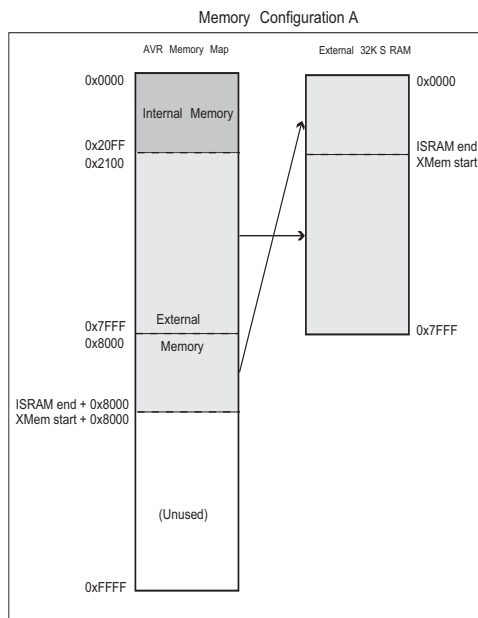 Memory Configuration A
AVR Memory Map
External 32K S RAM
0x0000
Internal Memory
0x20FF
0x2100
External
0x7FFF
0x8000
Memory
ISRAM end + 0x8000
XMem start + 0x8000
(Unused)
0xFFFF
0x0000
ISRAM end
XMem start
0x7FFF